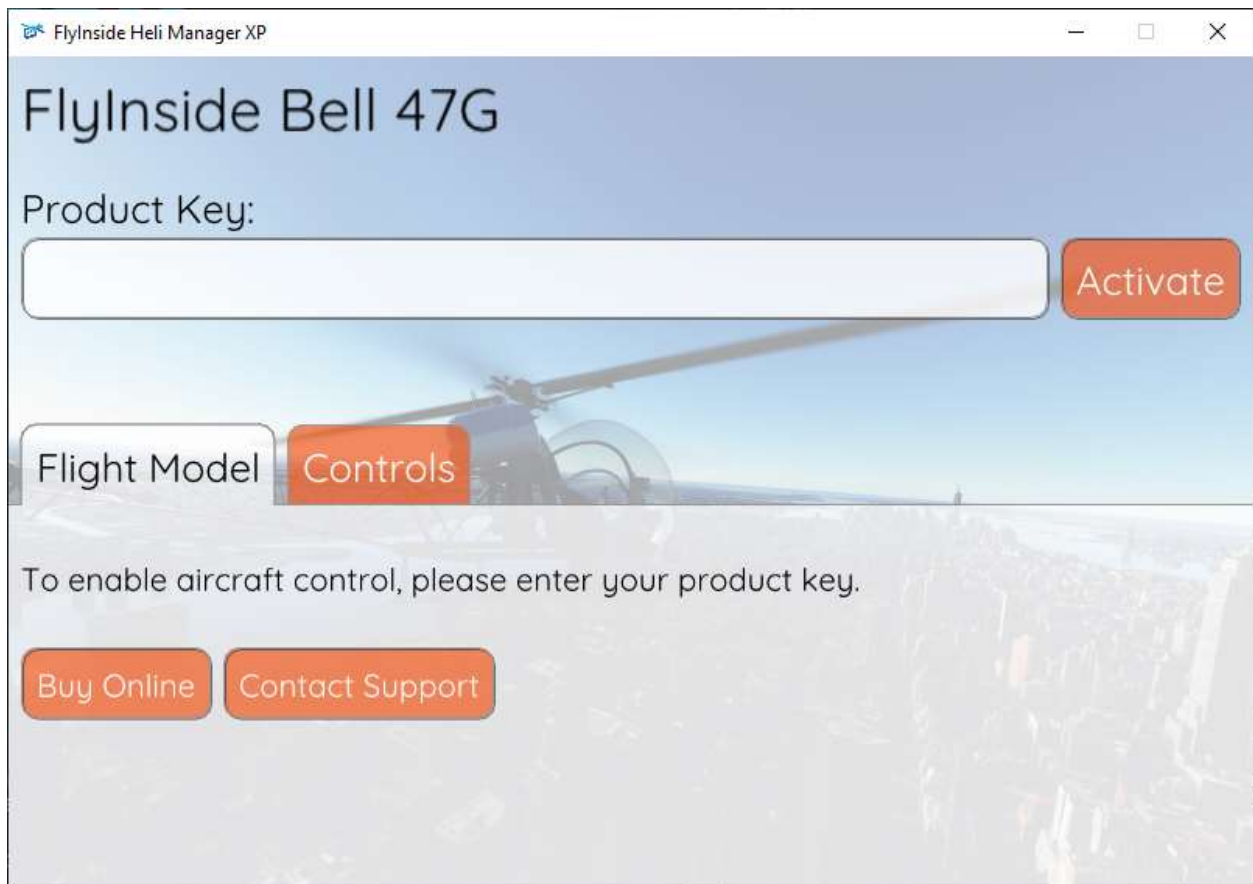 FlyInside Heli Manager XP
FlyInside Bell 47G
Product Key:
Activate
Flight Model
Controls
To enable aircraft control, please enter your product key.
Buy Online
Contact Support